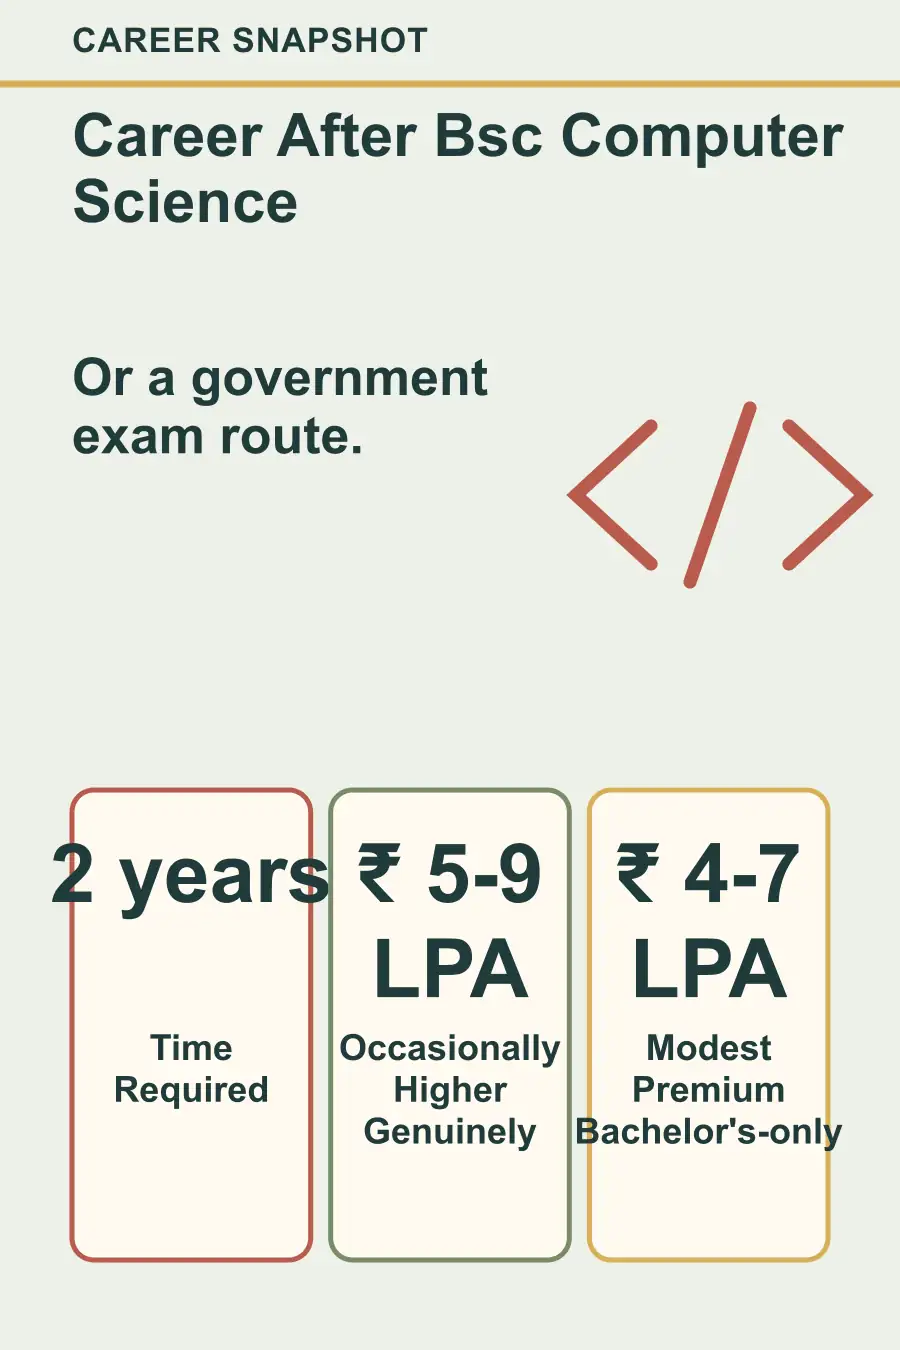 CAREER SNAPSHOT
Career After Bsc Computer
Science
Or a government
exam route.
</>
2 years
Time
Required
₹ 5-9
LPA
Occasionally
Higher
Genuinely
₹ 4-7
LPA
Modest
Premium
Bachelor's-only